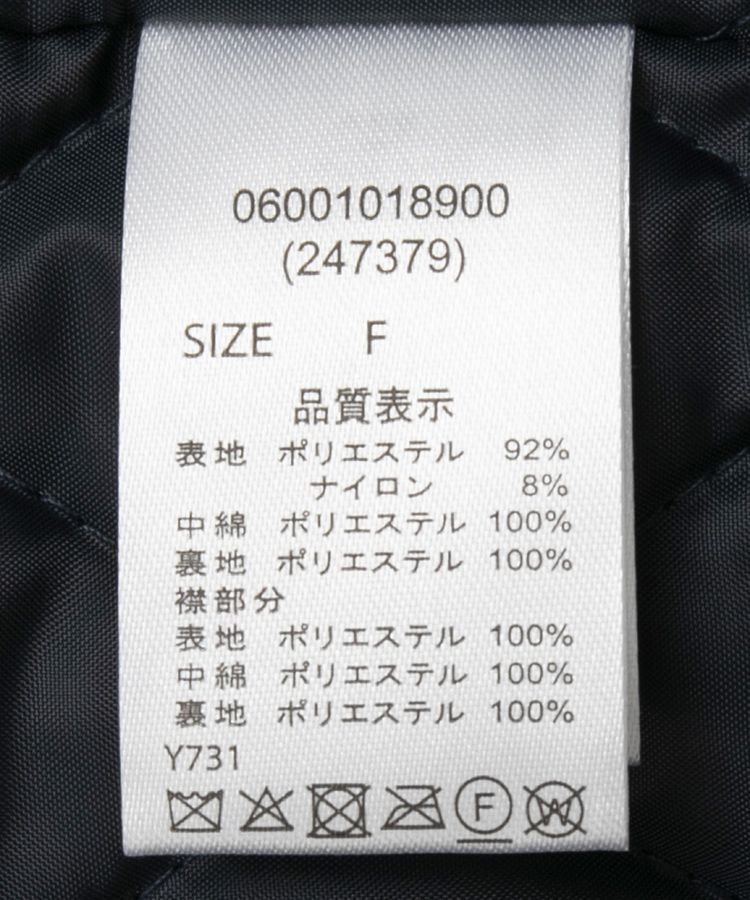 06001018900
(247379)
SIZE F
品質表示
表地 ポリエステル 92%
ナイロン 8%
中綿 ポリエステル 100%
裏地 ポリエステル 100%
襟部分
表地 ポリエステル 100%
中綿 ポリエステル 100%
裏地 ポリエステル 100%
Y731
F W